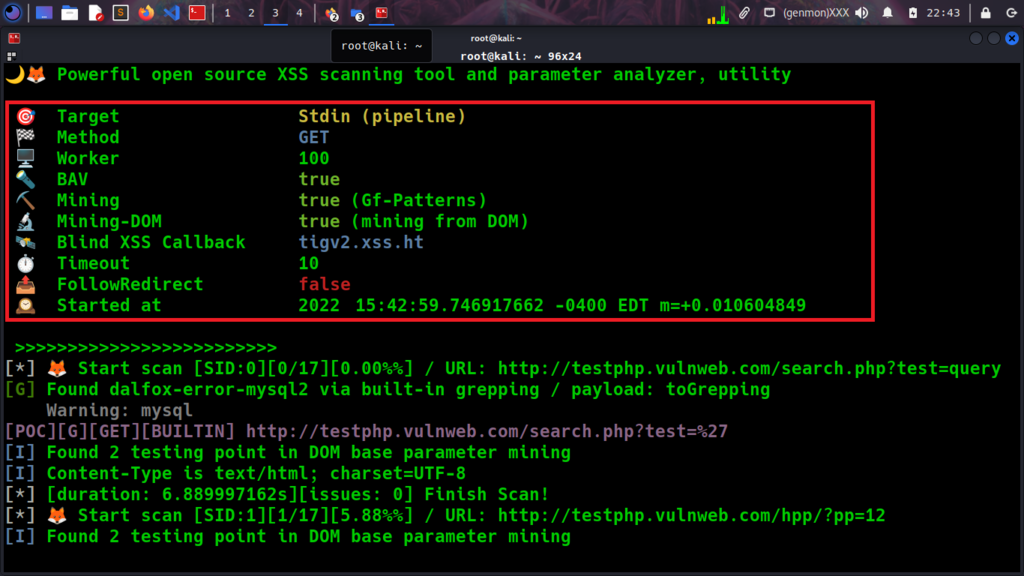 1 2 3 4 2 3 (genmon)XXX 22:43
root@kali: ~
root@kali: ~
root@kali: ~ 96x24
Powerful open source XSS scanning tool and parameter analyzer, utility
Target Stdin (pipeline)
Method GET
Worker 100
BAV true
Mining true (Gf-Patterns)
Mining-DOM true (mining from DOM)
Blind XSS Callback tigv2.xss.ht
Timeout 10
FollowRedirect false
Started at 2022 15:42:59.746917662 -0400 EDT m=+0.010604849
>>>>>>>>>>>>>>>>>>>>>>>>>
[*] Start scan [SID:0][0/17][0.00%%] / URL: http://testphp.vulnweb.com/search.php?test=query
[G] Found dalfox-error-mysql2 via built-in grepping / payload: toGrepping
Warning: mysql
[POC][G][GET][BUILTIN] http://testphp.vulnweb.com/search.php?test=%27
[I] Found 2 testing point in DOM base parameter mining
[I] Content-Type is text/html; charset=UTF-8
[*] [duration: 6.889997162s][issues: 0] Finish Scan!
[*] Start scan [SID:1][1/17][5.88%%] / URL: http://testphp.vulnweb.com/hpp/?pp=12
[I] Found 2 testing point in DOM base parameter mining